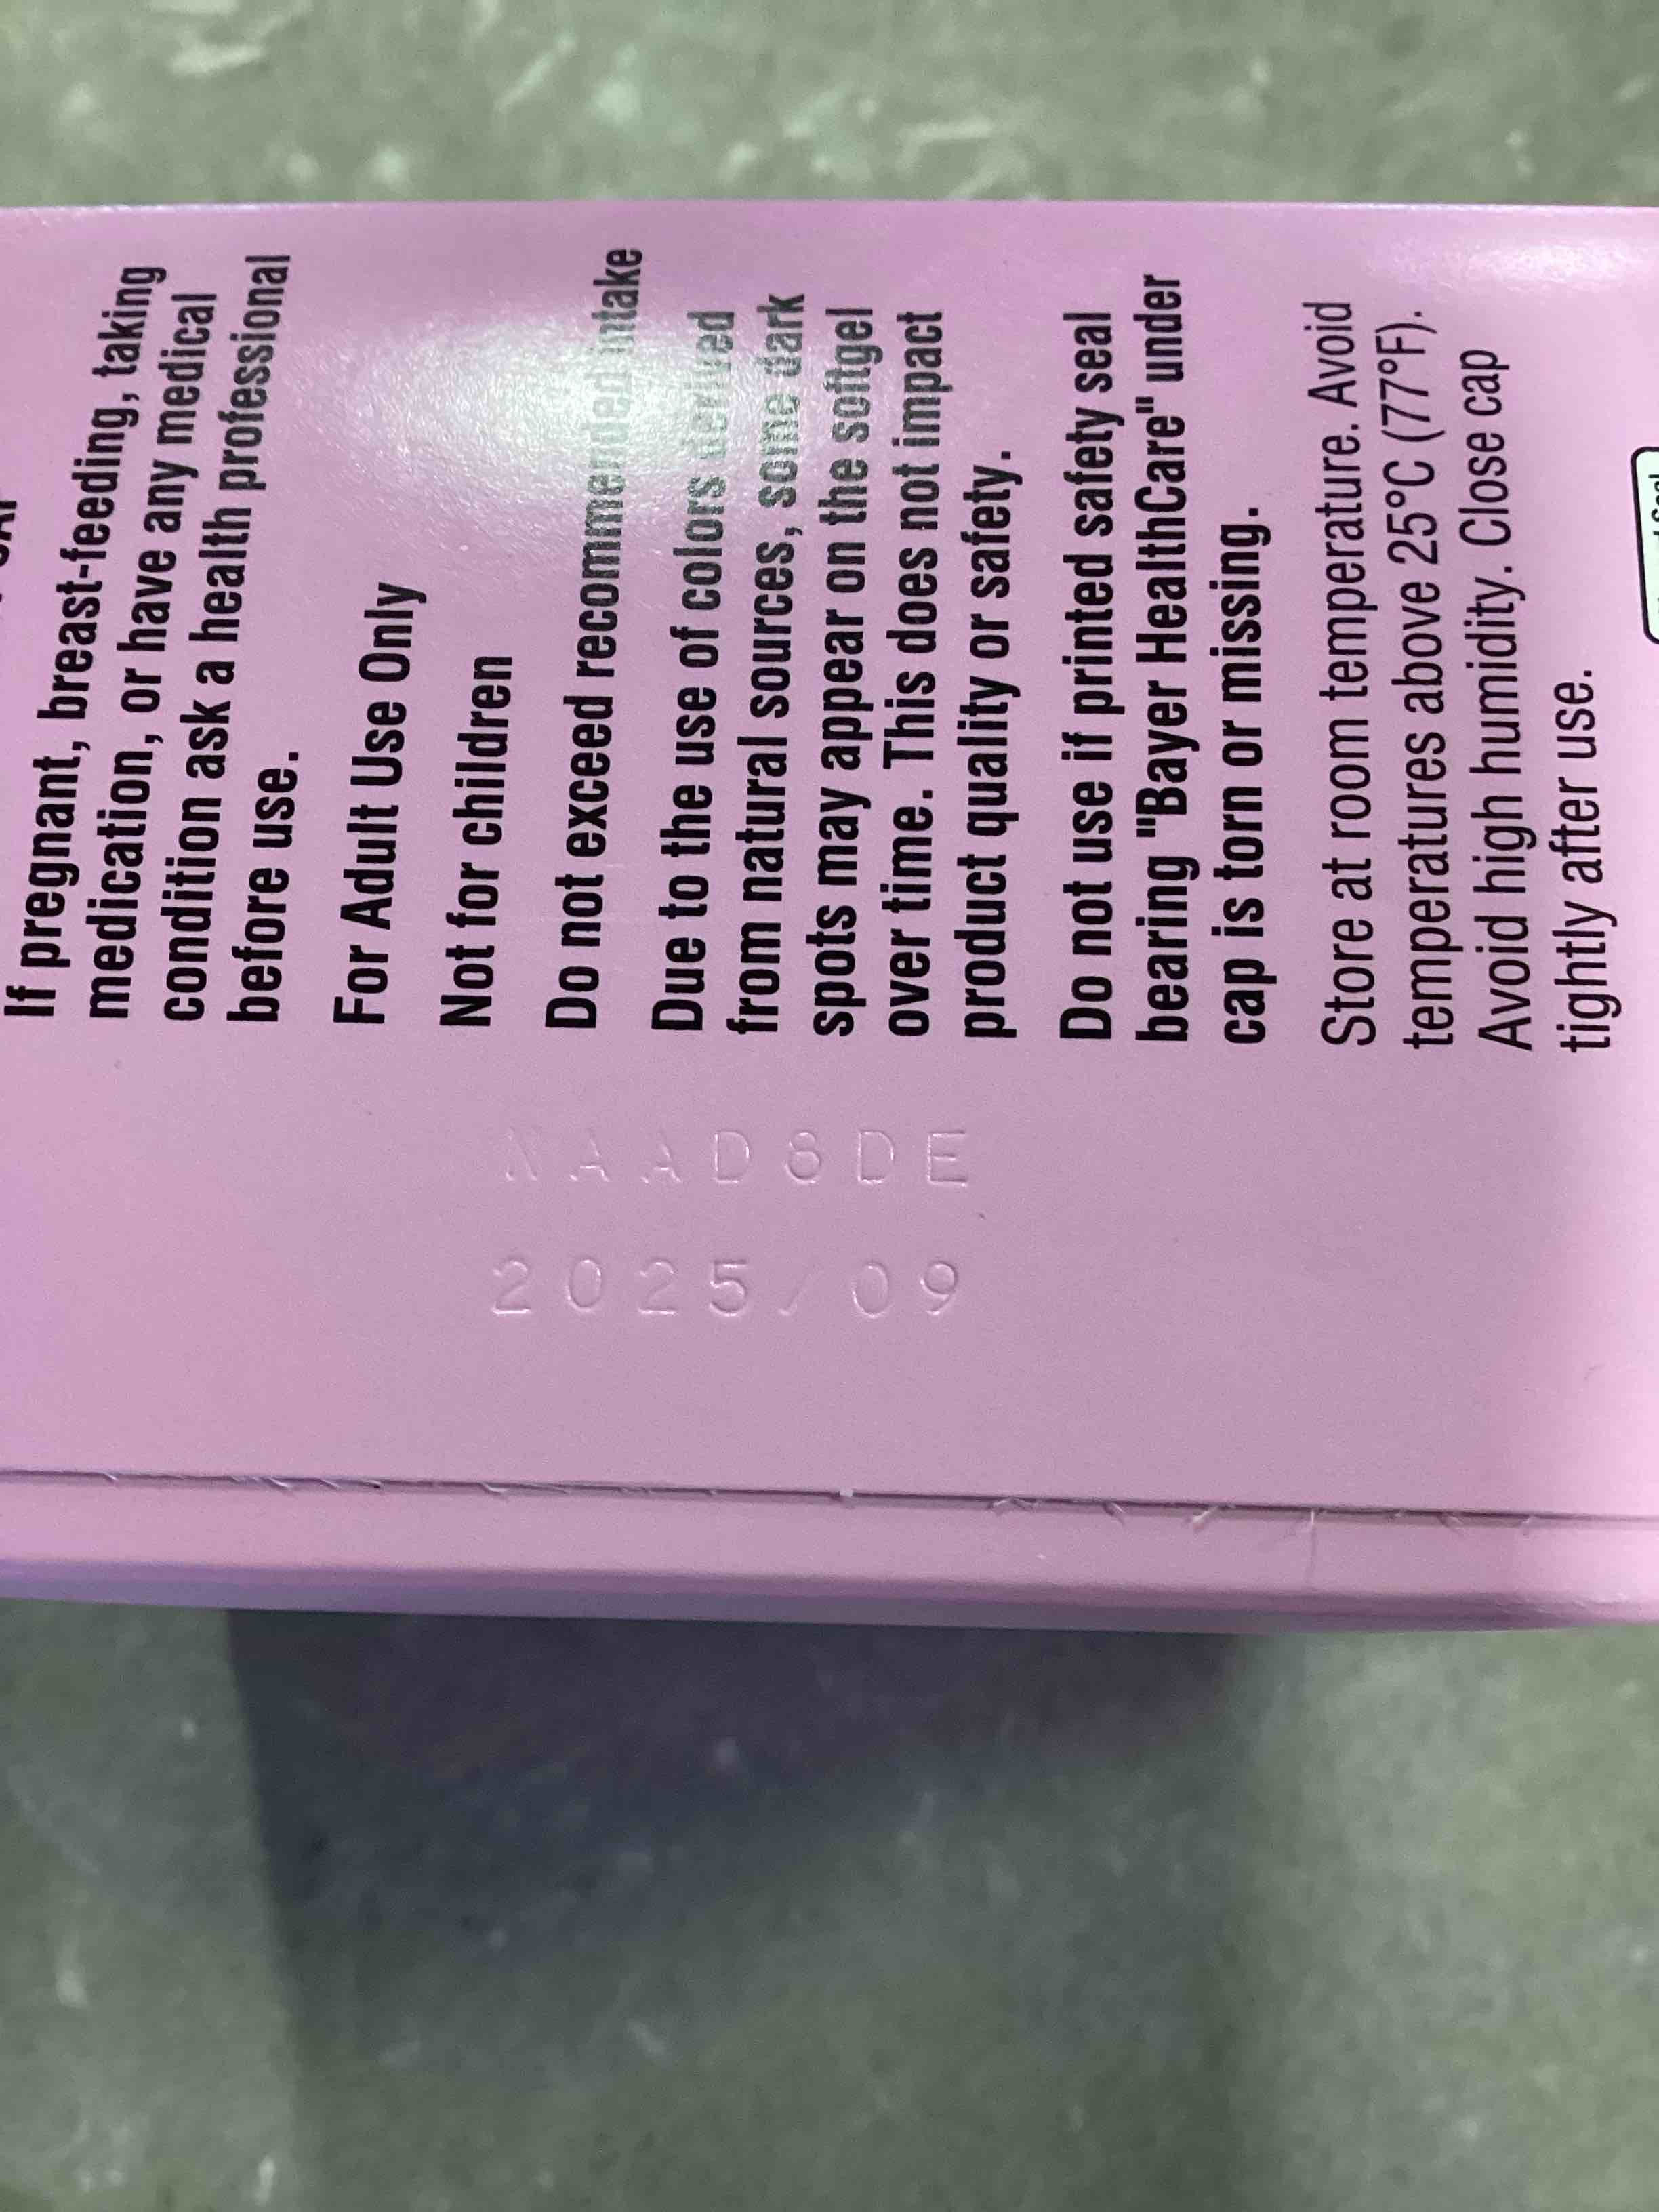 If pregnant, breast-feeding, taking
medication, or have any medical
condition ask a health professional
before use.
For Adult Use Only
Not for children
Do not exceed recommended intake
Due to the use of colors derived
from natural sources, some dark
spots may appear on the softgel
over time. This does not impact
product quality or safety.
Do not use if printed safety seal
bearing "Bayer HealthCare" under
cap is torn or missing.
Store at room temperature. Avoid
temperatures above 25°C (77°F).
Avoid high humidity. Close cap
tightly after use.
NAAD8DE
2025/09